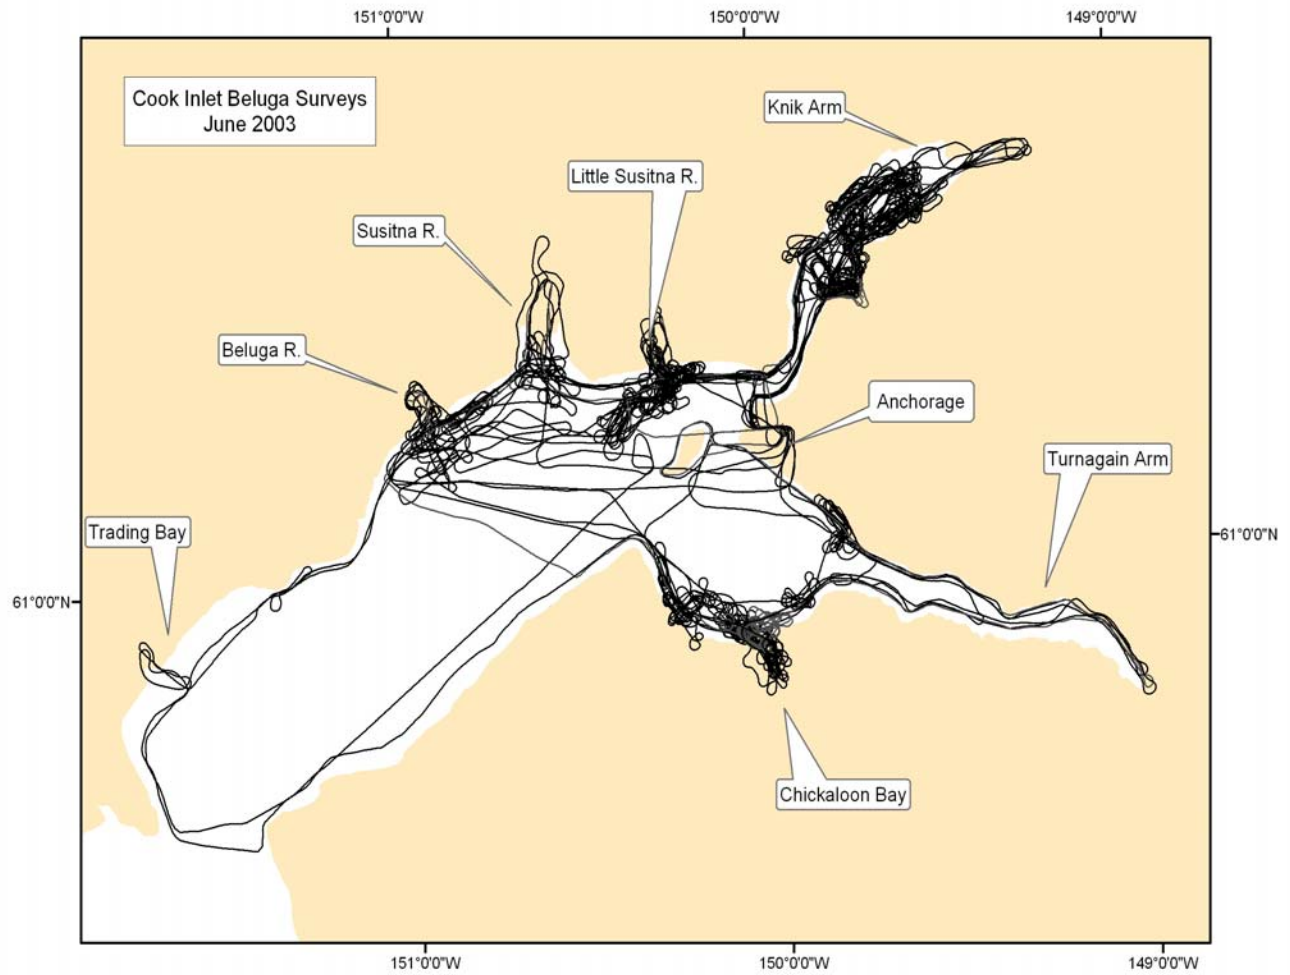 151°0'0"W
150°0'0"W
149°0'0"W
Cook Inlet Beluga Surveys
June 2003
Knik Arm
Little Susitna R.
Susitna R.
Beluga R.
Anchorage
Turnagain Arm
Trading Bay
61°0'0"N
61°0'0"N
Chickaloon Bay
151°0'0"W
150°0'0"W
149°0'0"W